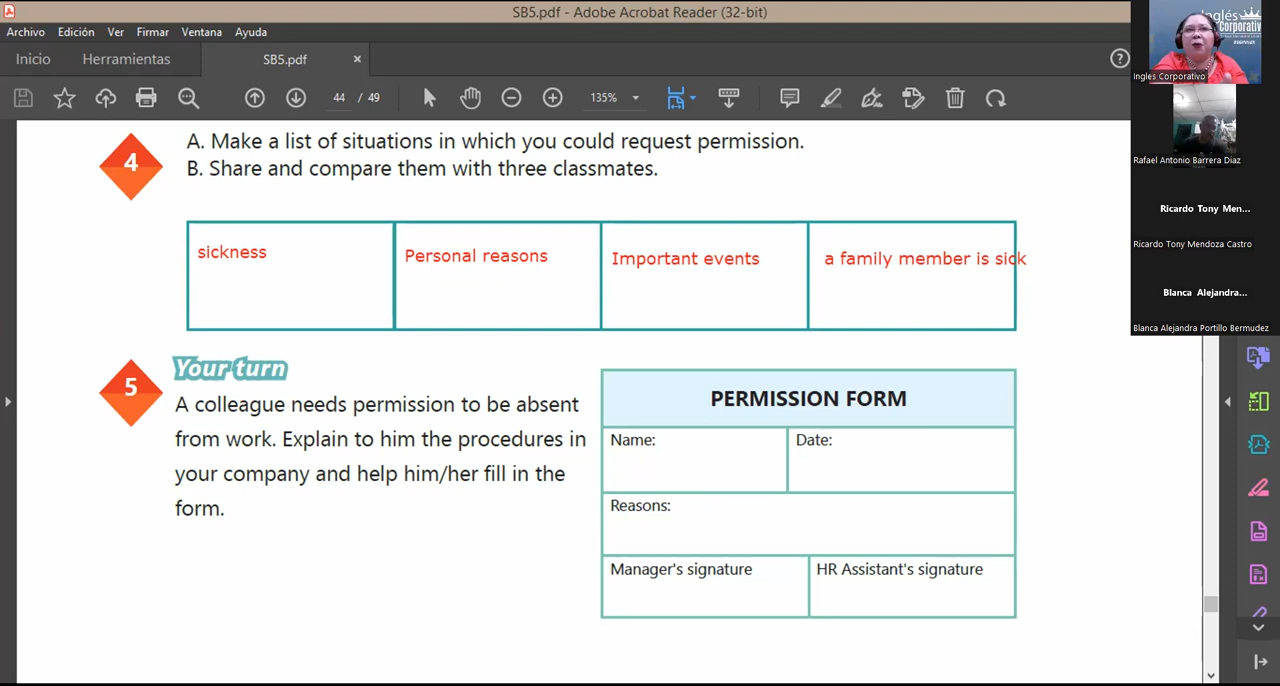 SB5.pdf - Adobe Acrobat Reader (32-bit)
Archivo Edición Ver Firmar Ventana Ayuda
Inicio Herramientas SB5.pdf ×
44 / 49 135%
4
A. Make a list of situations in which you could request permission.
B. Share and compare them with three classmates.
sickness
Personal reasons
Important events
a family member is sick
5
Your turn
A colleague needs permission to be absent
from work. Explain to him the procedures in
your company and help him/her fill in the
form.
PERMISSION FORM
Name: Date:
Reasons:
Manager's signature HR Assistant's signature
Inglés
Corporativ
Ingles Corporativo
Rafael Antonio Barrera Diaz
Ricardo Tony Men...
Ricardo Tony Mendoza Castro
Blanca Alejandra...
Blanca Alejandra Portillo Bermudez